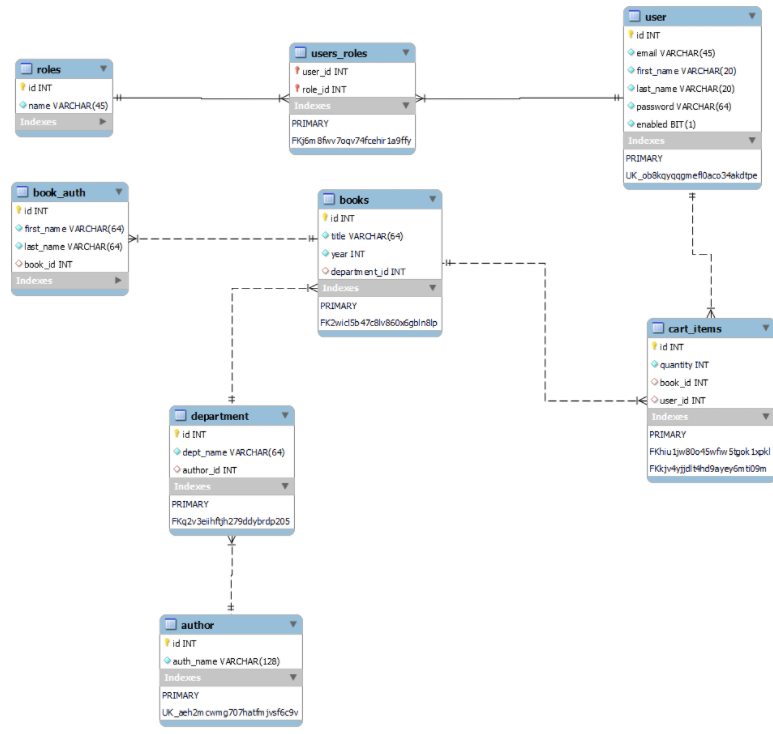 roles
id INT
name VARCHAR(45)
Indexes
users_roles
user_id INT
role_id INT
Indexes
PRIMARY
FKj6m8fwv7oqv74fcehir1a9ffy
user
id INT
email VARCHAR(45)
first_name VARCHAR(20)
last_name VARCHAR(20)
password VARCHAR(64)
enabled BIT(1)
Indexes
PRIMARY
UK_ob8kqyqqgmefl0aco34akdtpe
book_auth
id INT
first_name VARCHAR(64)
last_name VARCHAR(64)
book_id INT
Indexes
books
id INT
title VARCHAR(64)
year INT
department_id INT
Indexes
PRIMARY
FK2wicl5b47c8lv860x6gbln8lp
cart_items
id INT
quantity INT
book_id INT
user_id INT
Indexes
PRIMARY
FKhiu1jw80o45wfiw5tgok1xpkl
FKkjv4yjjdlt4hd9ayey6mti09m
department
id INT
dept_name VARCHAR(64)
author_id INT
Indexes
PRIMARY
FKq2v3eiihftjh279ddybrdp205
author
id INT
auth_name VARCHAR(128)
Indexes
PRIMARY
UK_aeh2mcwmg707hatfmjvsf6c9v